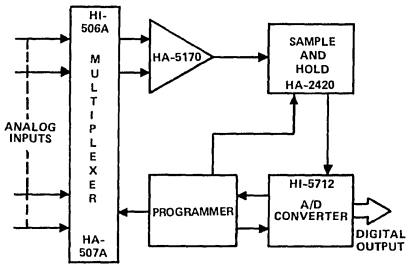 HI-
506A
MULTIPLEXER
HA-
507A
ANALOG
INPUTS
HA-5170
SAMPLE
AND
HOLD
HA-2420
PROGRAMMER
HI-5712
A/D
CONVERTER
DIGITAL
OUTPUT